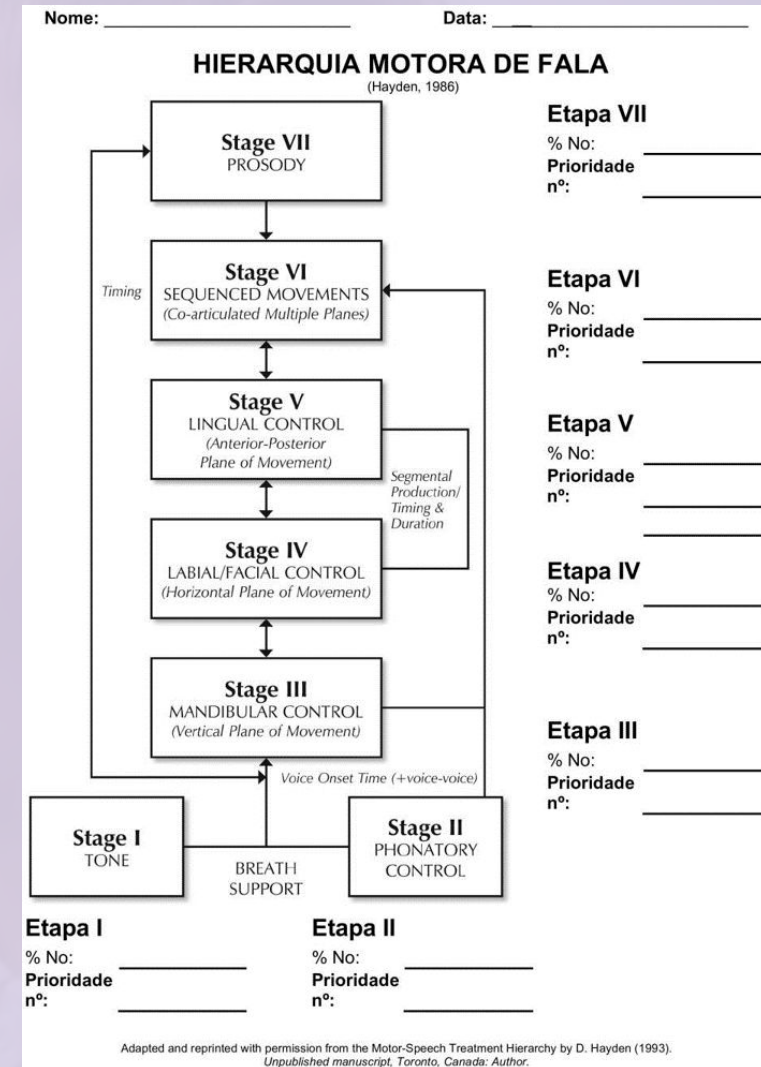 Nome: Data:
HIERARQUIA MOTORA DE FALA
(Hayden, 1986)
Stage VII
PROSODY
Etapa VII
% No:
Prioridade
nº:
Timing
Stage VI
SEQUENCED MOVEMENTS
(Co-articulated Multiple Planes)
Etapa VI
% No:
Prioridade
nº:
Stage V
LINGUAL CONTROL
(Anterior-Posterior
Plane of Movement)
Etapa V
% No:
Prioridade
nº:
Segmental
Production/
Timing &
Duration
Stage IV
LABIAL/FACIAL CONTROL
(Horizontal Plane of Movement)
Etapa IV
% No:
Prioridade
nº:
Stage III
MANDIBULAR CONTROL
(Vertical Plane of Movement)
Etapa III
% No:
Prioridade
nº:
Voice Onset Time (+voice-voice)
Stage I
TONE
BREATH
SUPPORT
Stage II
PHONATORY
CONTROL
Etapa I
% No:
Prioridade
nº:
Etapa II
% No:
Prioridade
nº:
Adapted and reprinted with permission from the Motor-Speech Treatment Hierarchy by D. Hayden (1993).
Unpublished manuscript, Toronto, Canada: Author.